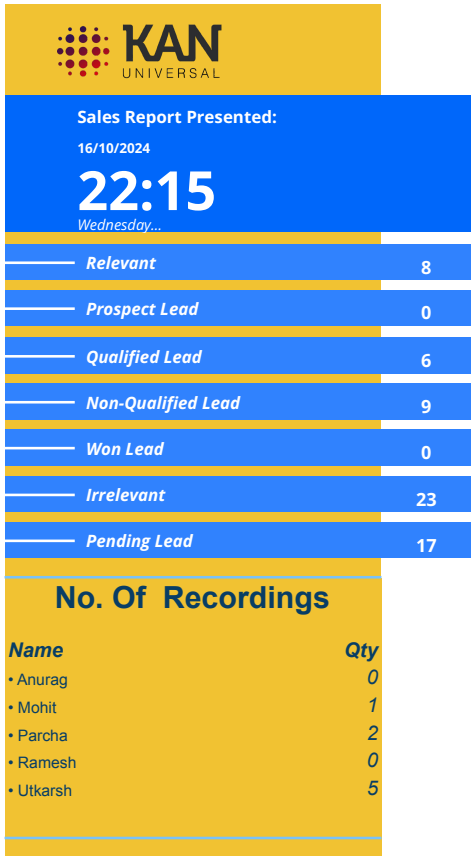 KAN
UNIVERSAL
Sales Report Presented:
16/10/2024
22:15
Wednesday...
Relevant 8
Prospect Lead 0
Qualified Lead 6
Non-Qualified Lead 9
Won Lead 0
Irrelevant 23
Pending Lead 17
No. Of Recordings
Name Qty
• Anurag 0
• Mohit 1
• Parcha 2
• Ramesh 0
• Utkarsh 5